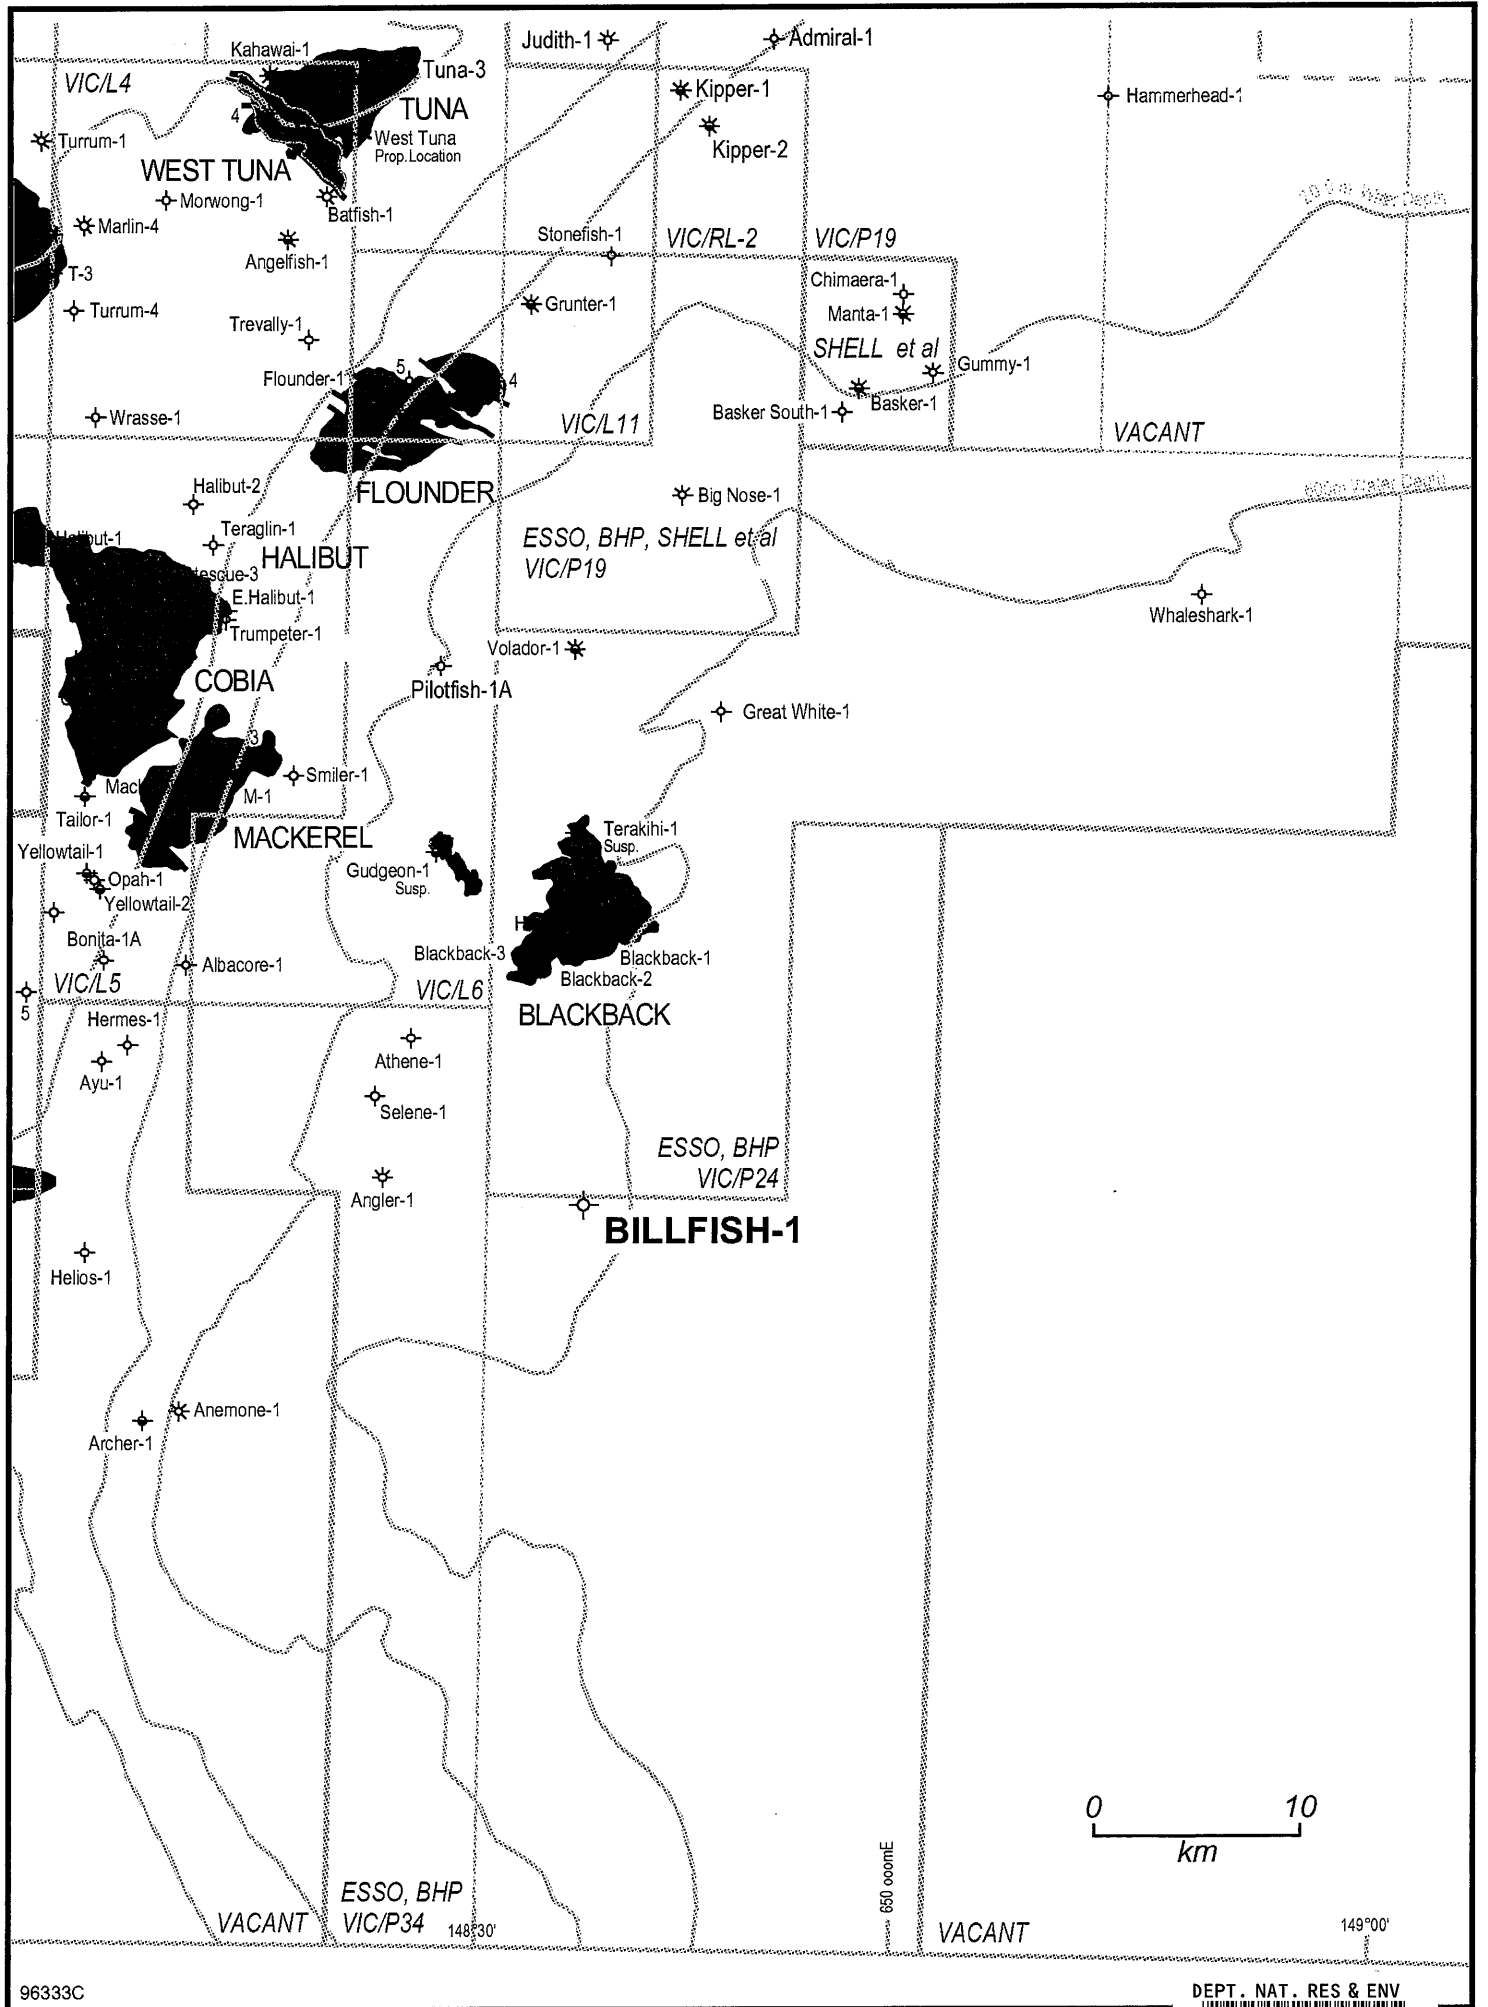 Judith-1
Admiral-1
Kahawai-1
VIC/L4
Tuna-3
TUNA
Kipper-1
Hammerhead-1
4
West Tuna
Prop. Location
Kipper-2
Turrum-1
WEST TUNA
Morwong-1
Batfish-1
Marlin-4
Angelfish-1
Stonefish-1
VIC/RL-2
VIC/P19
Water Depth
T-3
Chimaera-1
Turrum-4
Grunter-1
Manta-1
Trevally-1
SHELL et al
Gummy-1
Flounder-1
5
4
Basker-1
Wrasse-1
Basker South-1
VIC/L11
VACANT
Halibut-2
FLOUNDER
Big Nose-1
600m Water Depth
Teraglin-1
Halibut-1
HALIBUT
ESSO, BHP, SHELL et al
VIC/P19
tescue-3
E.Halibut-1
Trumpeter-1
Whaleshark-1
Volador-1
COBIA
Pilotfish-1A
Great White-1
3
Smiler-1
Mac
M-1
Tailor-1
MACKEREL
Terakihi-1
Susp.
Yellowtail-1
Gudgeon-1
Susp.
Opah-1
Yellowtail-2
H
Bonita-1A
Blackback-3
Blackback-1
Albacore-1
Blackback-2
VIC/L5
VIC/L6
5
BLACKBACK
Hermes-1
Athene-1
Ayu-1
Selene-1
ESSO, BHP
VIC/P24
Angler-1
BILLFISH-1
Helios-1
Anemone-1
Archer-1
0 10
km
650 000mE
ESSO, BHP
VIC/P34
VACANT
148°30'
VACANT
149°00'
96333C
DEPT. NAT. RES & ENV